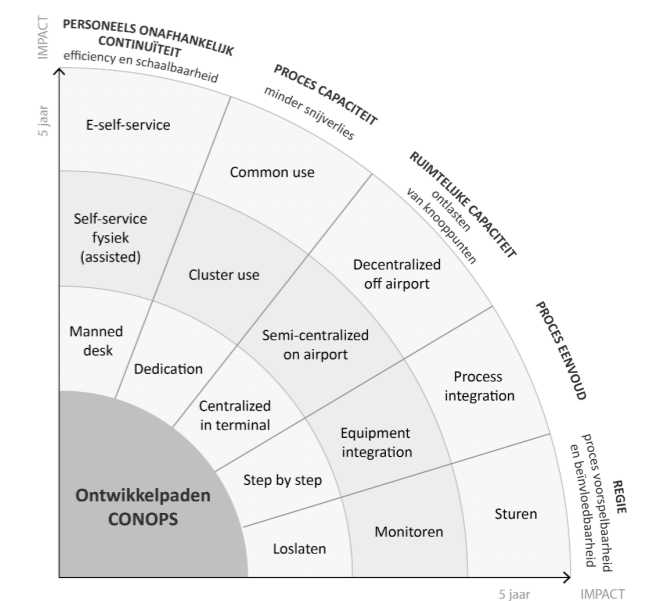 IMPACT
5 jaar
PERSONEELS ONAFHANKELIJK
CONTINUÏTEIT
efficiency en schaalbaarheid
PROCES CAPACITEIT
minder snijverlies
RUIMTELIJKE CAPACITEIT
ontlasten
van knooppunten
PROCES EENVOUD
REGIE
proces voorspelbaarheid
en beïnvloedbaarheid
E-self-service
Common use
Decentralized
off airport
Process
integration
Sturen
Self-service
fysiek
(assisted)
Cluster use
Semi-centralized
on airport
Equipment
integration
Monitoren
Manned
desk
Dedication
Centralized
in terminal
Step by step
Loslaten
Ontwikkelpaden
CONOPS
5 jaar
IMPACT